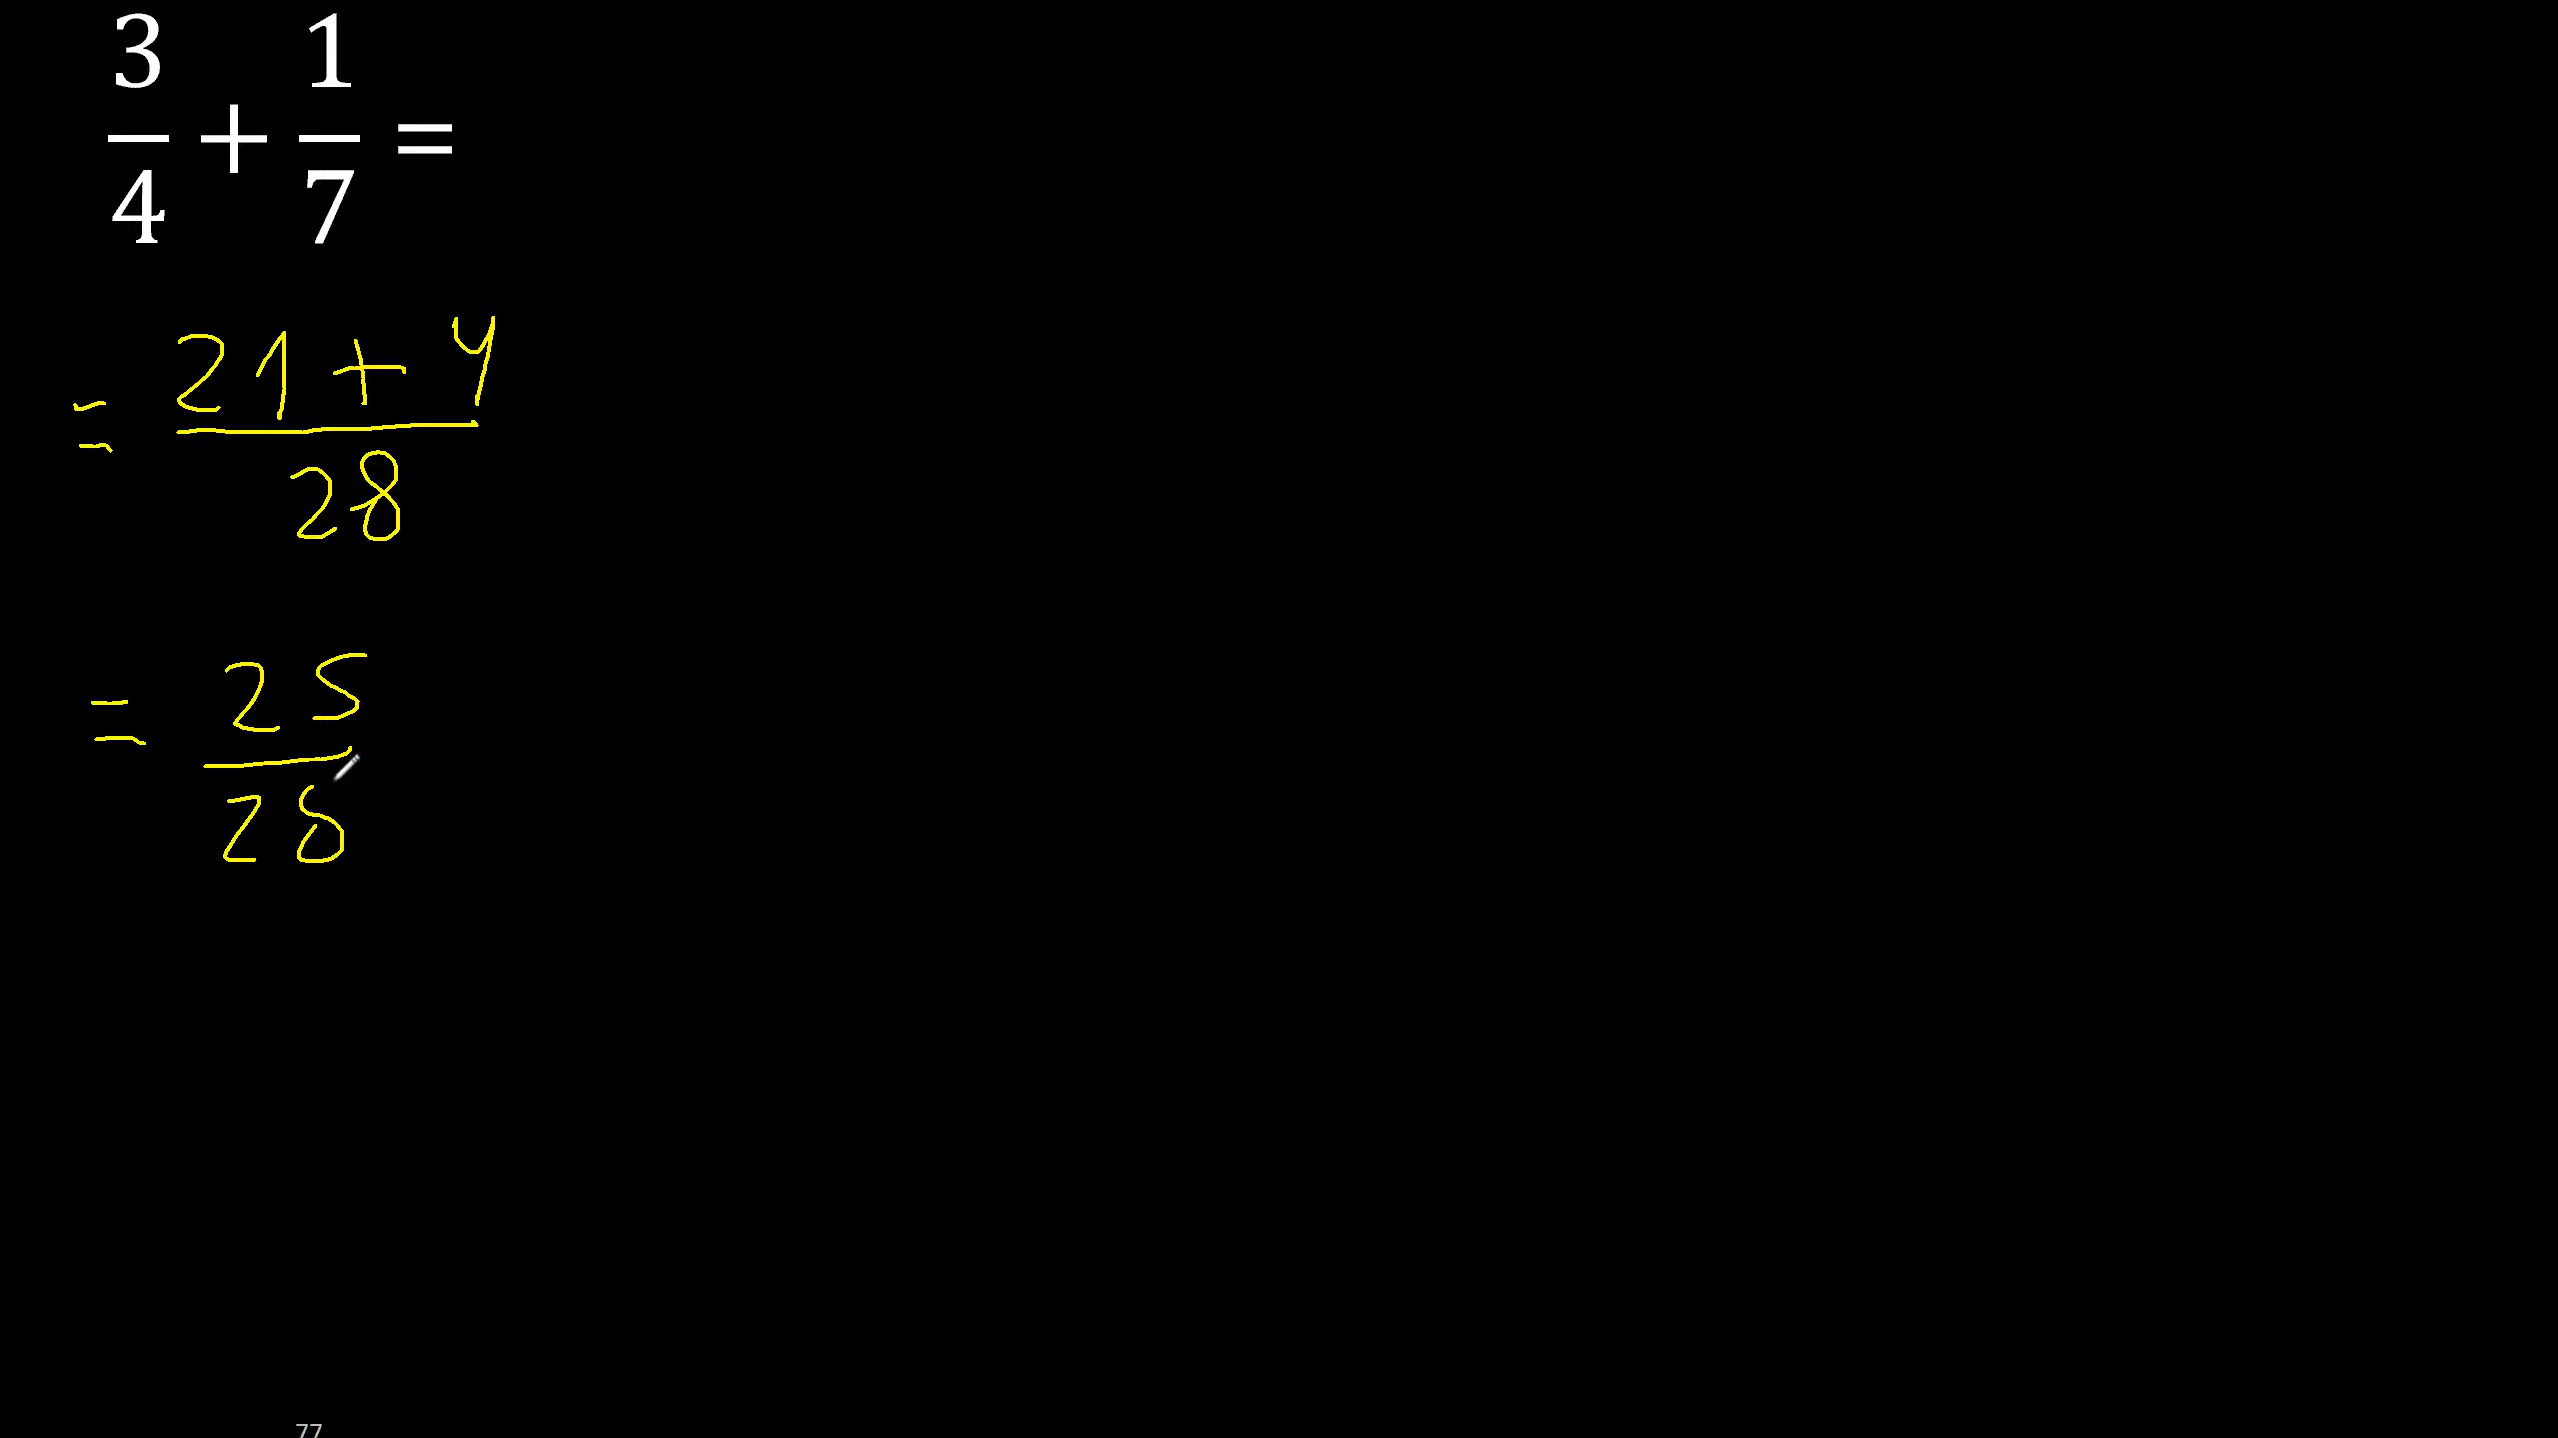 3/4 + 1/7 =
= 21 + 4 / 28
= 25 / 28
77